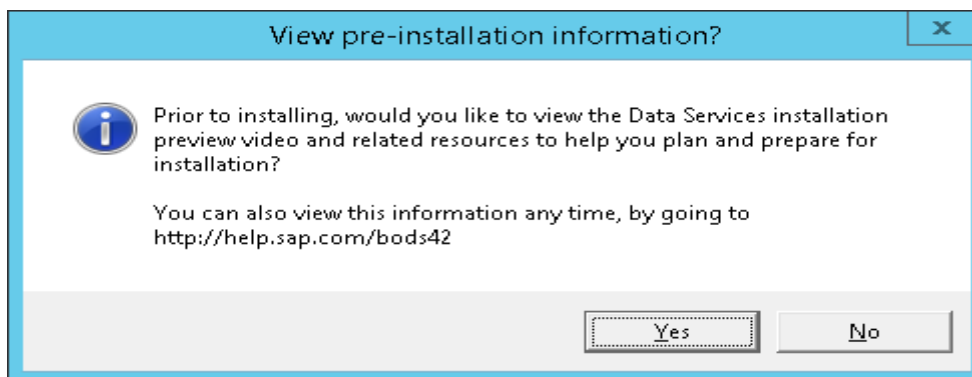 View pre-installation information?
x
Prior to installing, would you like to view the Data Services installation
preview video and related resources to help you plan and prepare for
installation?
You can also view this information any time, by going to
http://help.sap.com/bods42
Yes
No